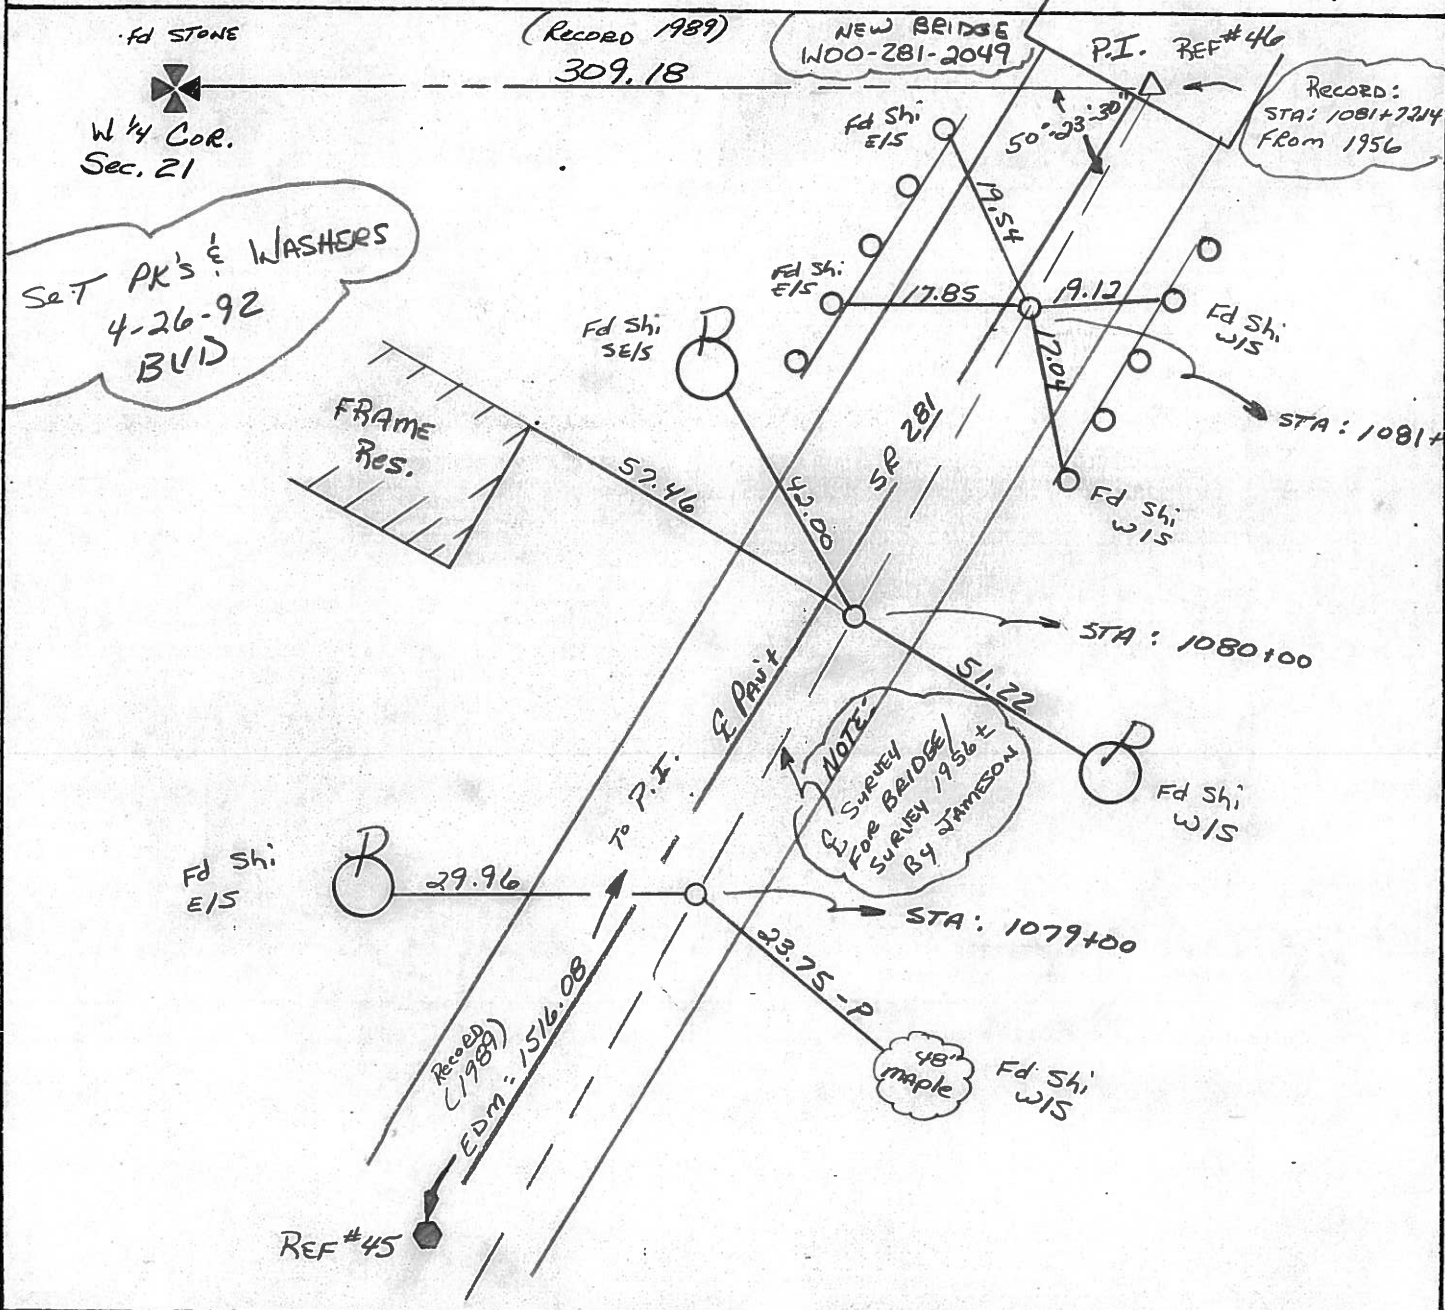 Fd STONE
W 1/4 COR.
Sec. 21
(RECORD 1989)
309.18
NEW BRIDGE
WOO-281-2049
P.I. REF #46
RECORD:
STA: 1081+72.14
FROM 1956
50°-23'-30"
Fd Shi
E/S
19.54
Fd Shi
E/S
17.85
19.12
Fd Shi
W/S
17.04
Fd Shi
W/S
STA: 1081+
SET PK's & WASHERS
4-26-92
BVD
Fd Shi
SE/S
FRAME
Res.
57.46
42.00
SR 281
STA: 1080+00
51.22
Fd Shi
W/S
℄ PAV'T
To P.I.
NOTE:
℄ SURVEY
FOR BRIDGE/
SURVEY 1956±
BY JAMESON
Fd Shi
E/S
29.96
STA: 1079+00
23.75-P
48"
MAPLE
Fd Shi
W/S
RECORD
(1989)
EDM: 1516.08
REF #45